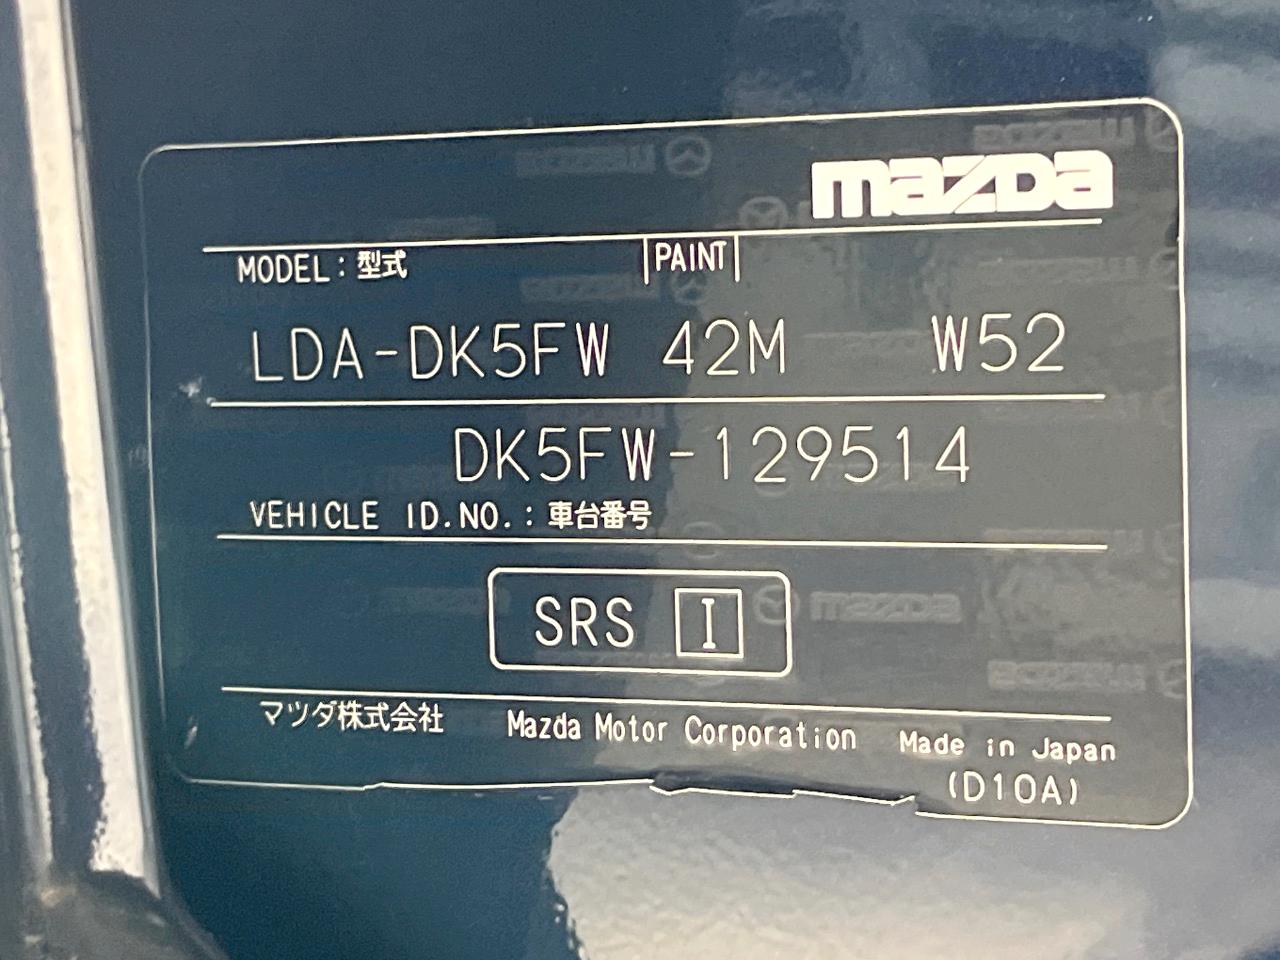 mazda
MODEL：型式 PAINT
LDA-DK5FW 42M W52
DK5FW-129514
VEHICLE ID.NO.：車台番号
SRS I
マツダ株式会社 Mazda Motor Corporation Made in Japan
(D10A)